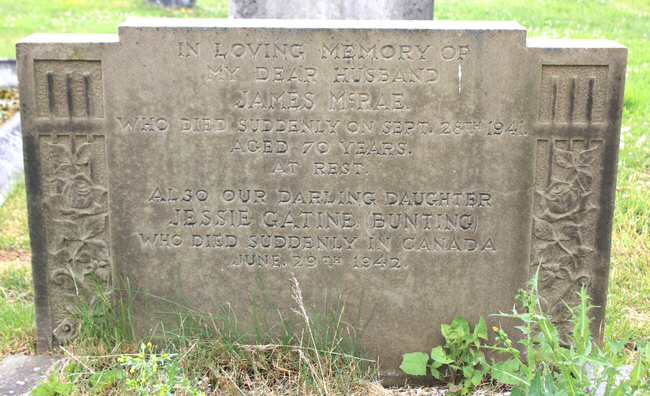 IN LOVING MEMORY OF
MY DEAR HUSBAND
JAMES McRAE.
WHO DIED SUDDENLY ON SEPT. 28TH 1941.
AGED 70 YEARS.
AT REST.
ALSO OUR DARLING DAUGHTER
JESSIE GATINE (BUNTING)
WHO DIED SUDDENLY IN CANADA
JUNE. 29TH 1942.